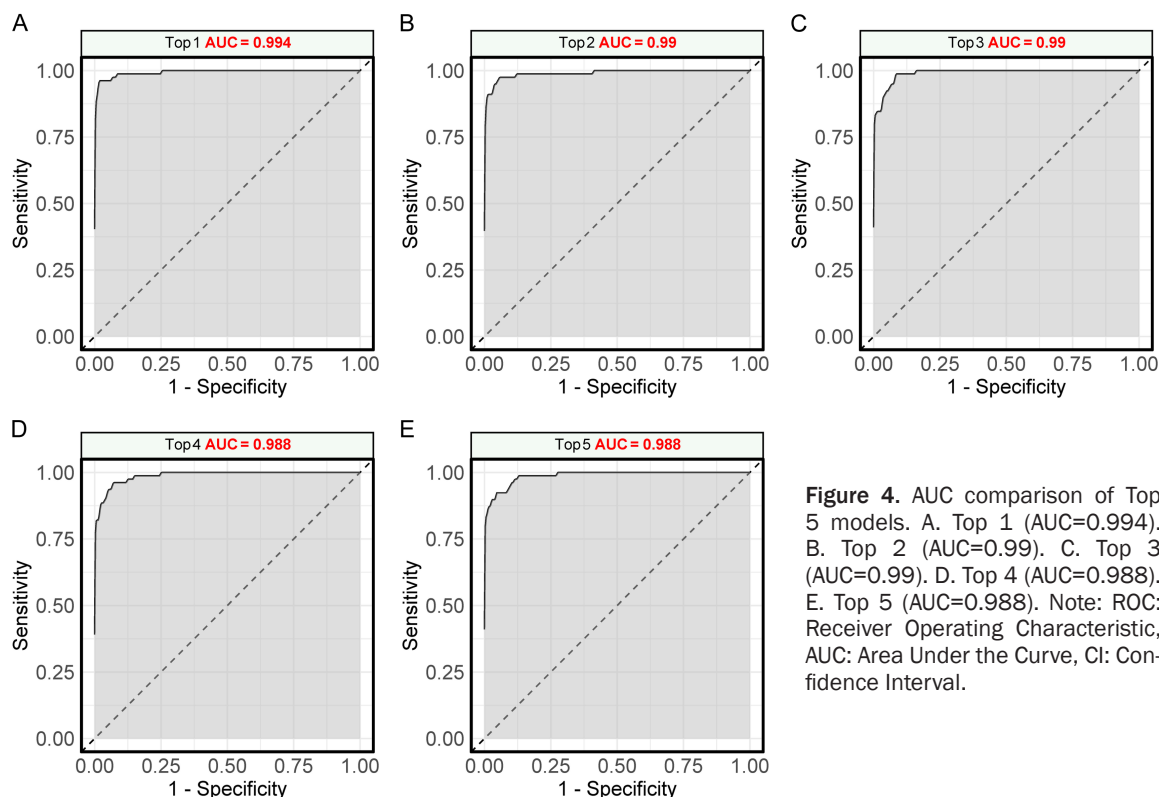 A
Top1 AUC = 0.994
1.00
0.75
0.50
0.25
0.00
Sensitivity
0.00 0.25 0.50 0.75 1.00
1 - Specificity
B
Top2 AUC = 0.99
1.00
0.75
0.50
0.25
0.00
Sensitivity
0.00 0.25 0.50 0.75 1.00
1 - Specificity
C
Top3 AUC = 0.99
1.00
0.75
0.50
0.25
0.00
Sensitivity
0.00 0.25 0.50 0.75 1.00
1 - Specificity
D
Top4 AUC = 0.988
1.00
0.75
0.50
0.25
0.00
Sensitivity
0.00 0.25 0.50 0.75 1.00
1 - Specificity
E
Top5 AUC = 0.988
1.00
0.75
0.50
0.25
0.00
Sensitivity
0.00 0.25 0.50 0.75 1.00
1 - Specificity
Figure 4. AUC comparison of Top
5 models. A. Top 1 (AUC=0.994).
B. Top 2 (AUC=0.99). C. Top 3
(AUC=0.99). D. Top 4 (AUC=0.988).
E. Top 5 (AUC=0.988). Note: ROC:
Receiver Operating Characteristic,
AUC: Area Under the Curve, CI: Con-
fidence Interval.